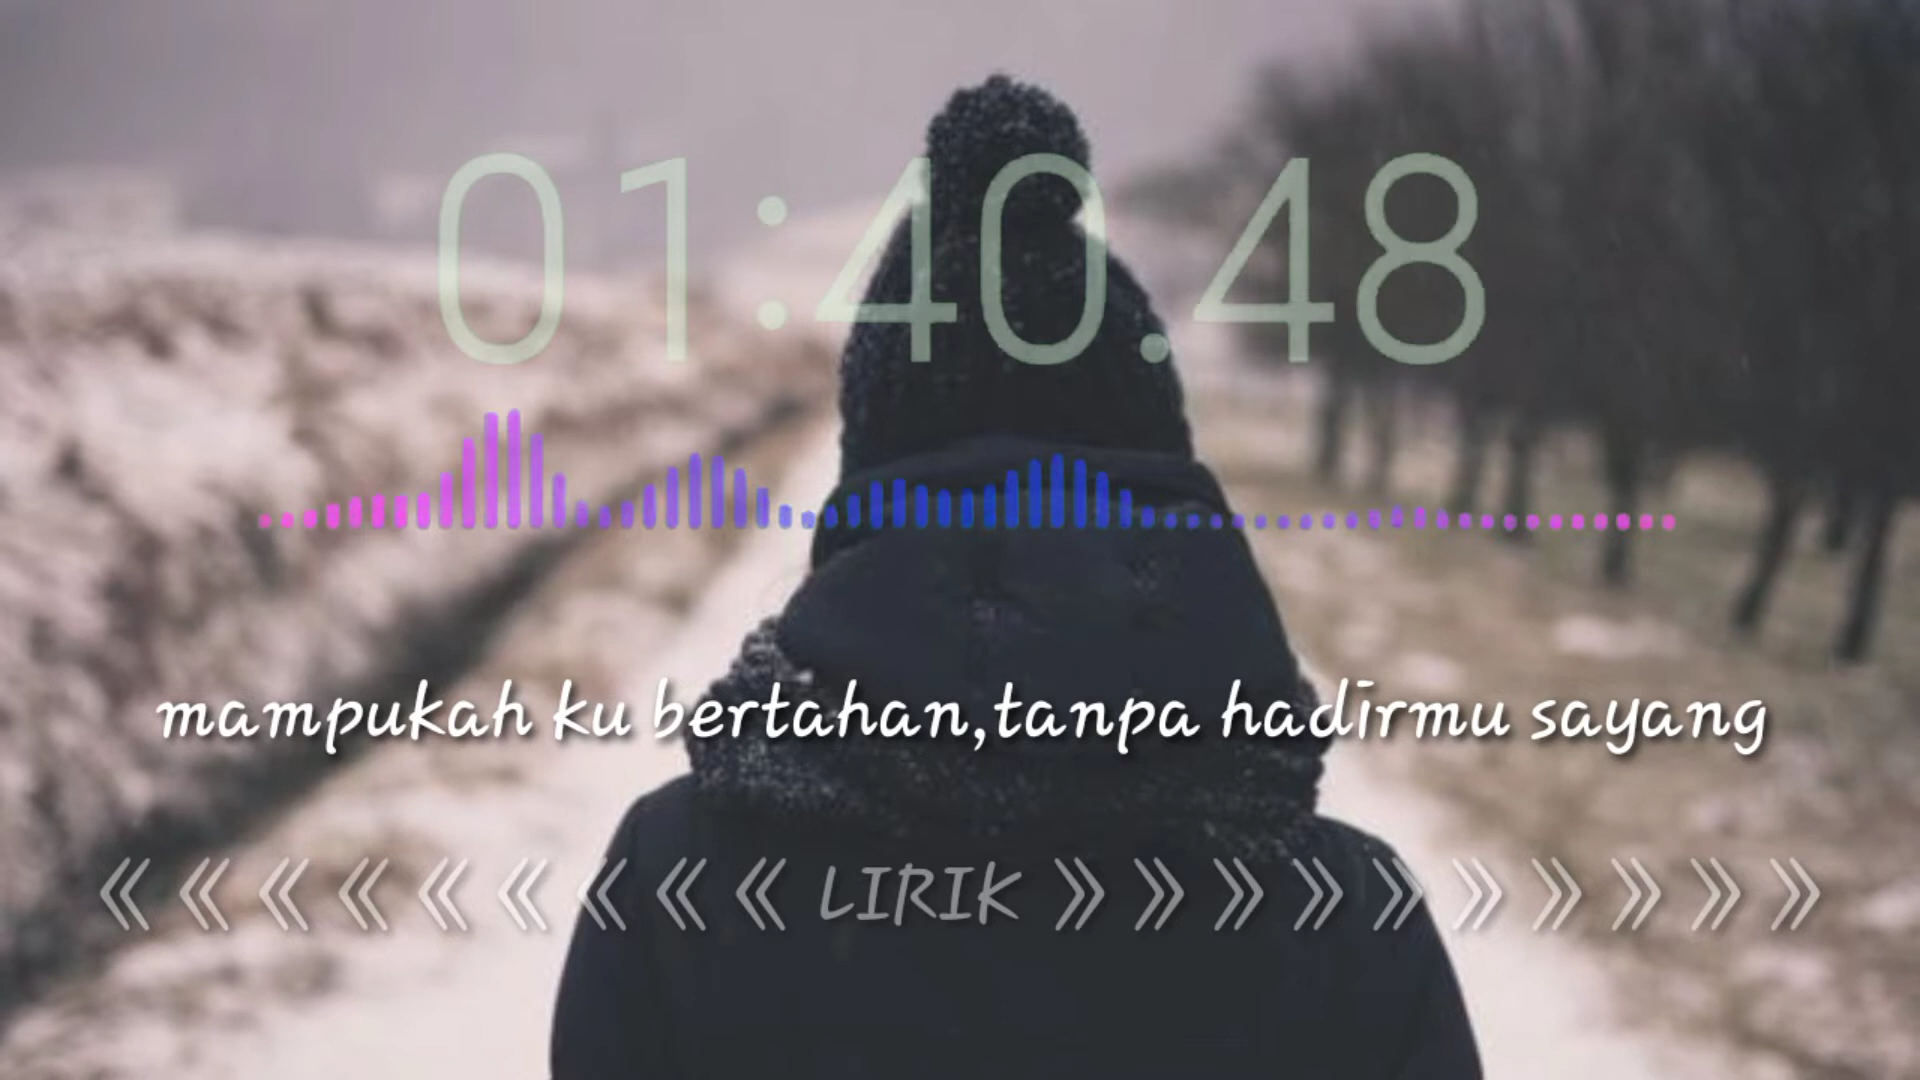 01:40.48
mampukah ku bertahan,tanpa hadirmu sayang
« « « « « « « « « LIRIK » » » » » » » » » »